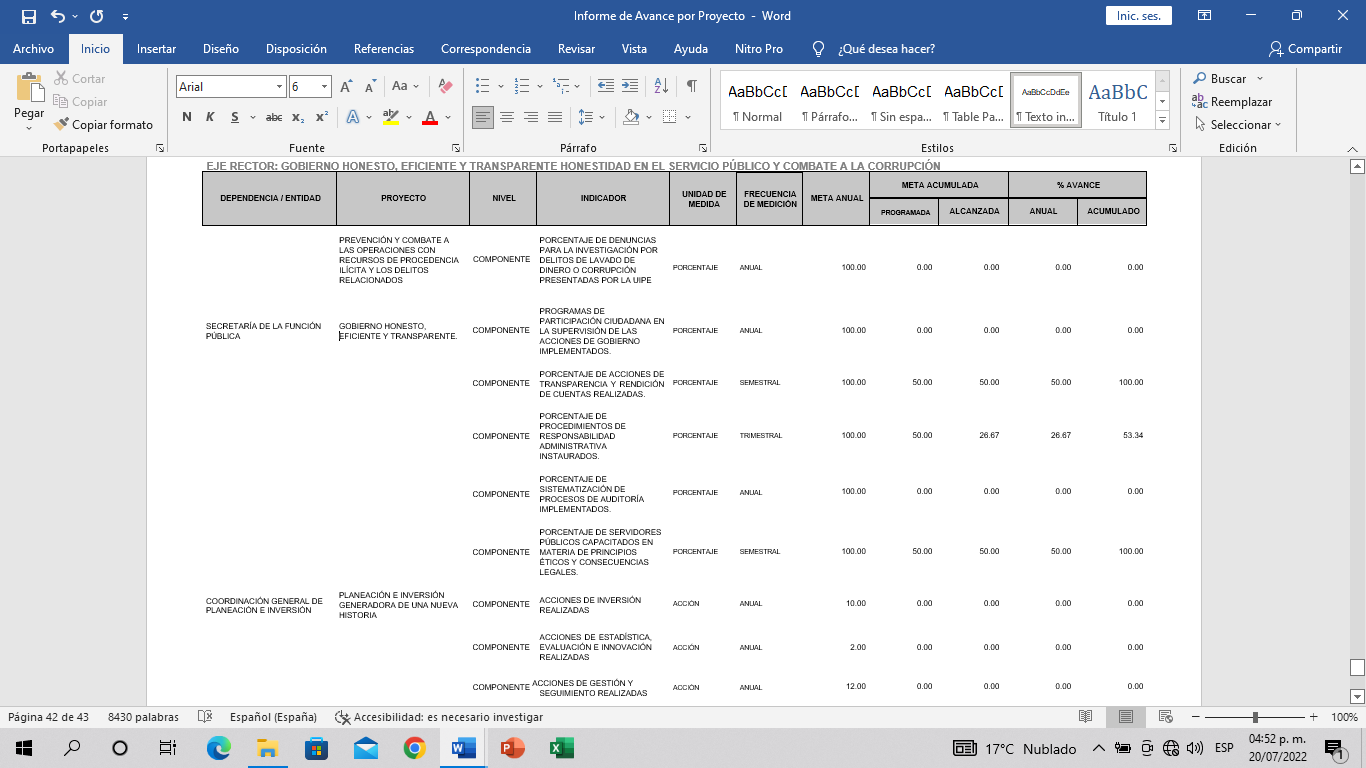 Informe de Avance por Proyecto - Word
Inic. ses.
Archivo Inicio Insertar Diseño Disposición Referencias Correspondencia Revisar Vista Ayuda Nitro Pro ¿Qué desea hacer? Compartir
Pegar
Cortar
Copiar
Copiar formato
Portapapeles
Arial 6
Aa
N K S abc x₂ x² A A
Fuente
Párrafo
AaBbCcD AaBbCcD AaBbCcD AaBbCcD AaBbCcDdEe AaBbC
¶ Normal ¶ Párrafo... ¶ Sin espa... ¶ Table Pa... ¶ Texto in... Título 1
Estilos
Buscar
Reemplazar
Seleccionar
Edición
EJE RECTOR: GOBIERNO HONESTO, EFICIENTE Y TRANSPARENTE HONESTIDAD EN EL SERVICIO PÚBLICO Y COMBATE A LA CORRUPCIÓN
DEPENDENCIA / ENTIDAD
PROYECTO
NIVEL
INDICADOR
UNIDAD DE
MEDIDA
FRECUENCIA
DE MEDICIÓN
META ANUAL
META ACUMULADA
PROGRAMADA
ALCANZADA
% AVANCE
ANUAL
ACUMULADO
PREVENCIÓN Y COMBATE A
LAS OPERACIONES CON
RECURSOS DE PROCEDENCIA
ILÍCITA Y LOS DELITOS
RELACIONADOS
COMPONENTE
PORCENTAJE DE DENUNCIAS
PARA LA INVESTIGACIÓN POR
DELITOS DE LAVADO DE
DINERO O CORRUPCIÓN
PRESENTADAS POR LA UIPE
PORCENTAJE ANUAL 100.00 0.00 0.00 0.00 0.00
SECRETARÍA DE LA FUNCIÓN
PÚBLICA
GOBIERNO HONESTO,
EFICIENTE Y TRANSPARENTE.
COMPONENTE
PROGRAMAS DE
PARTICIPACIÓN CIUDADANA EN
LA SUPERVISIÓN DE LAS
ACCIONES DE GOBIERNO
IMPLEMENTADOS.
PORCENTAJE ANUAL 100.00 0.00 0.00 0.00 0.00
COMPONENTE
PORCENTAJE DE ACCIONES DE
TRANSPARENCIA Y RENDICIÓN
DE CUENTAS REALIZADAS.
PORCENTAJE SEMESTRAL 100.00 50.00 50.00 50.00 100.00
COMPONENTE
PORCENTAJE DE
PROCEDIMIENTOS DE
RESPONSABILIDAD
ADMINISTRATIVA
INSTAURADOS.
PORCENTAJE TRIMESTRAL 100.00 50.00 26.67 26.67 53.34
COMPONENTE
PORCENTAJE DE
SISTEMATIZACIÓN DE
PROCESOS DE AUDITORÍA
IMPLEMENTADOS.
PORCENTAJE ANUAL 100.00 0.00 0.00 0.00 0.00
COMPONENTE
PORCENTAJE DE SERVIDORES
PÚBLICOS CAPACITADOS EN
MATERIA DE PRINCIPIOS
ÉTICOS Y CONSECUENCIAS
LEGALES.
PORCENTAJE SEMESTRAL 100.00 50.00 50.00 50.00 100.00
COORDINACIÓN GENERAL DE
PLANEACIÓN E INVERSIÓN
PLANEACIÓN E INVERSIÓN
GENERADORA DE UNA NUEVA
HISTORIA
COMPONENTE
ACCIONES DE INVERSIÓN
REALIZADAS
ACCIÓN ANUAL 10.00 0.00 0.00 0.00 0.00
COMPONENTE
ACCIONES DE ESTADÍSTICA,
EVALUACIÓN E INNOVACIÓN
REALIZADAS
ACCIÓN ANUAL 2.00 0.00 0.00 0.00 0.00
COMPONENTE
ACCIONES DE GESTIÓN Y
SEGUIMIENTO REALIZADAS
ACCIÓN ANUAL 12.00 0.00 0.00 0.00 0.00
Página 42 de 43 8430 palabras Español (España) Accesibilidad: es necesario investigar 100%
17°C Nublado ESP
04:52 p. m.
20/07/2022
1